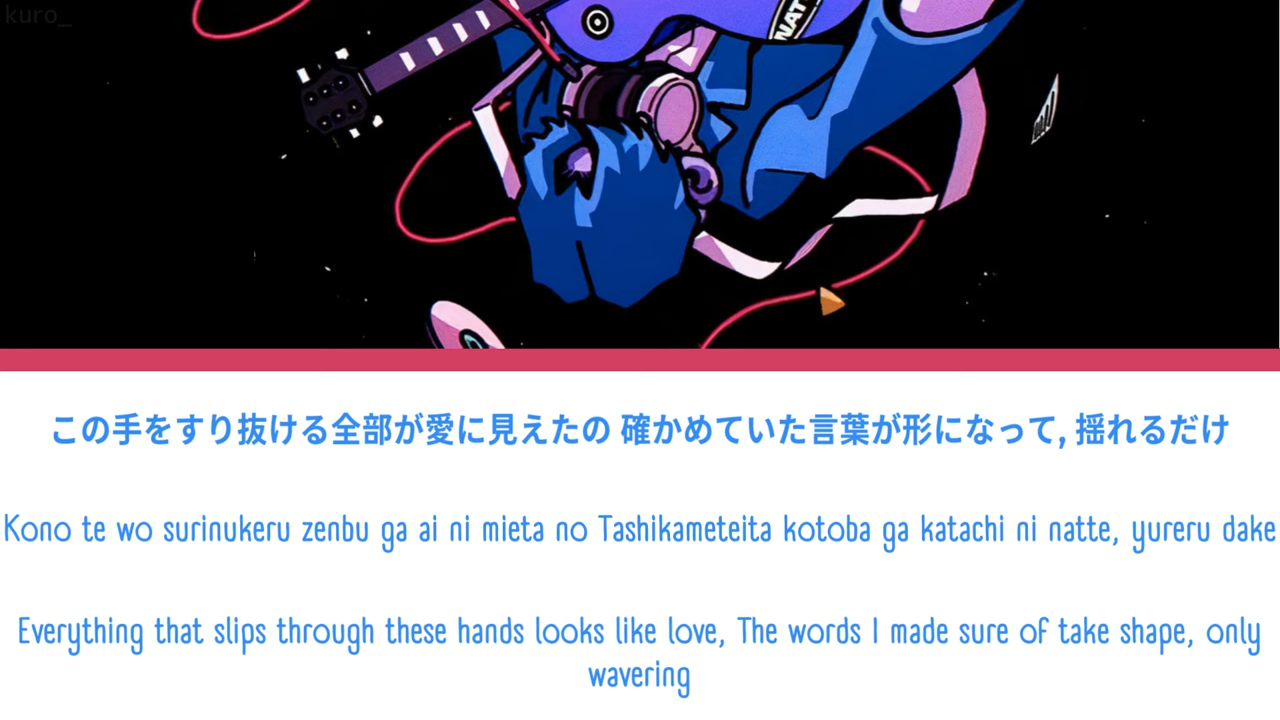 kuro_
NAT
この手をすり抜ける全部が愛に見えたの 確かめていた言葉が形になって, 揺れるだけ
Kono te wo surinukeru zenbu ga ai ni mieta no Tashikameteita kotoba ga katachi ni natte, yureru dake
Everything that slips through these hands looks like love, The words I made sure of take shape, only
wavering